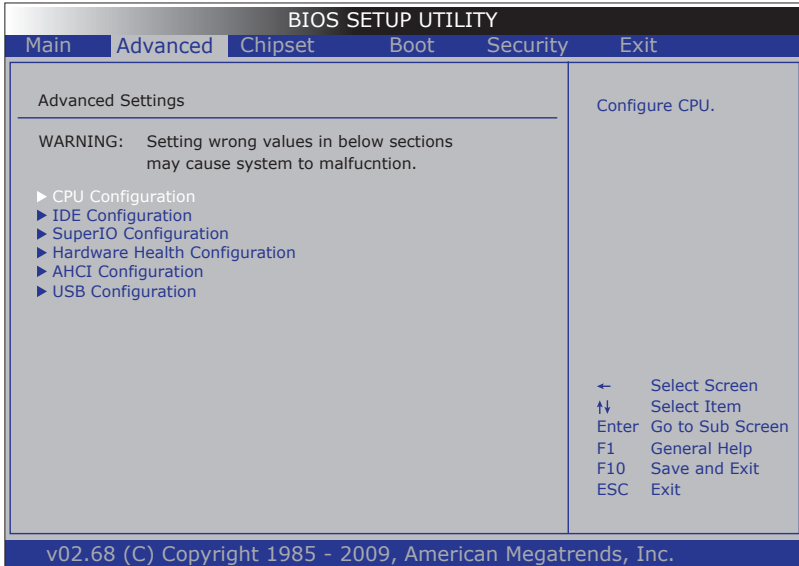 BIOS SETUP UTILITY
Main Advanced Chipset Boot Security Exit
Advanced Settings
WARNING: Setting wrong values in below sections
may cause system to malfucntion.
▶ CPU Configuration
▶ IDE Configuration
▶ SuperIO Configuration
▶ Hardware Health Configuration
▶ AHCI Configuration
▶ USB Configuration
Configure CPU.
← Select Screen
↑↓ Select Item
Enter Go to Sub Screen
F1 General Help
F10 Save and Exit
ESC Exit
v02.68 (C) Copyright 1985 - 2009, American Megatrends, Inc.